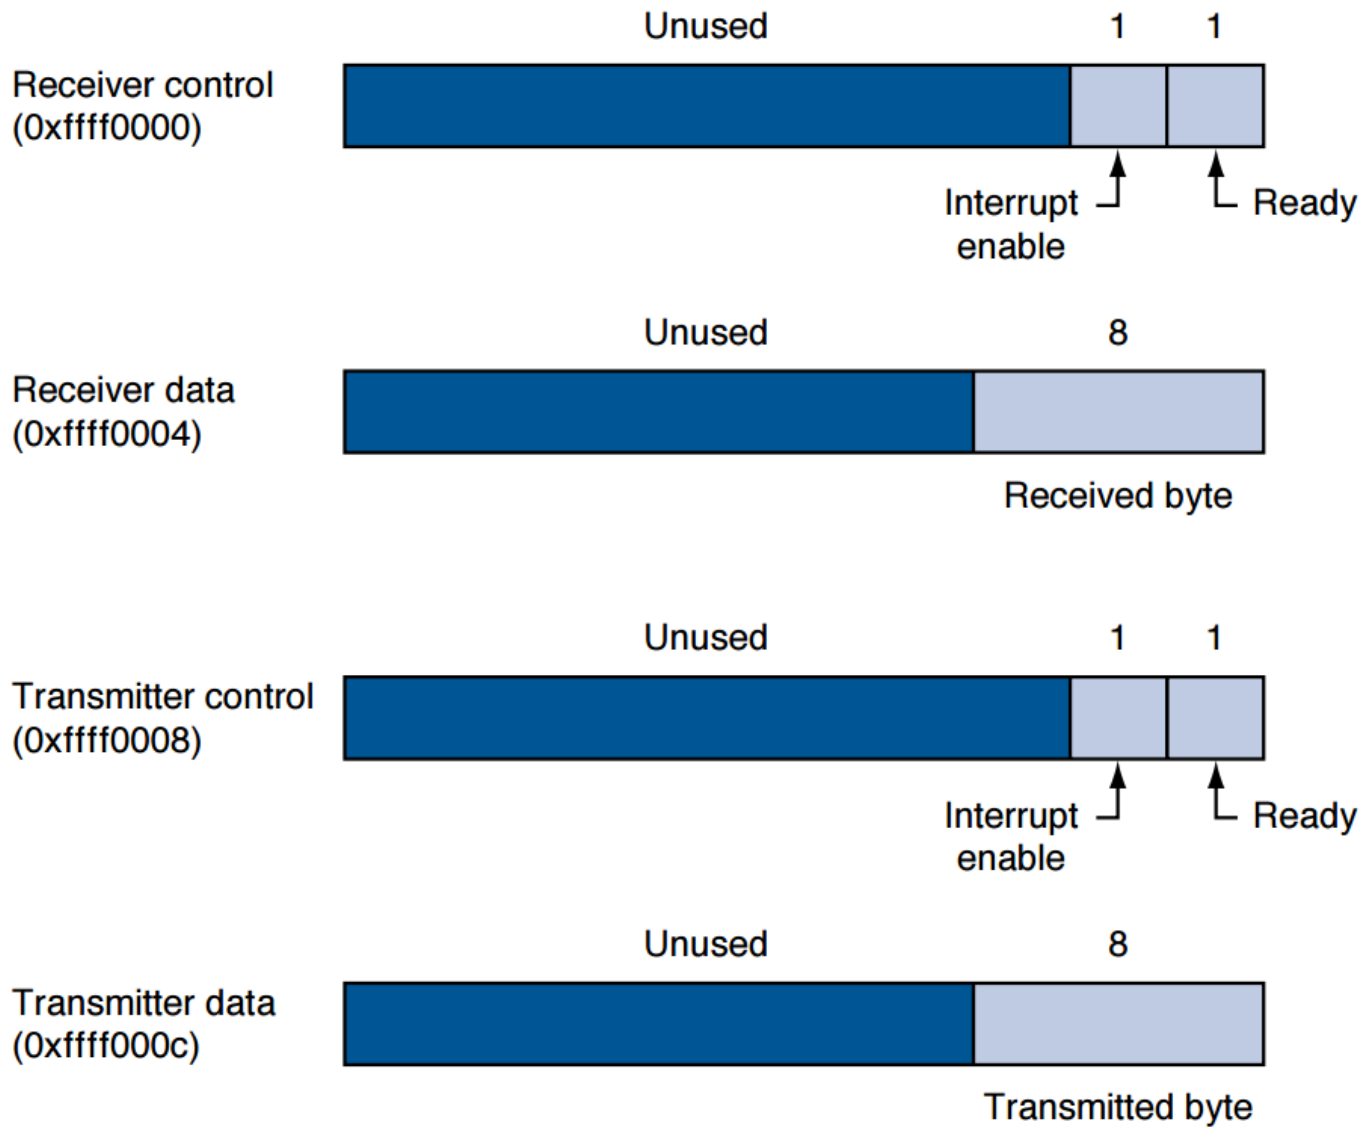 Unused 1 1
Receiver control
(0xffff0000)
Interrupt Ready
enable
Unused 8
Receiver data
(0xffff0004)
Received byte
Unused 1 1
Transmitter control
(0xffff0008)
Interrupt Ready
enable
Unused 8
Transmitter data
(0xffff000c)
Transmitted byte